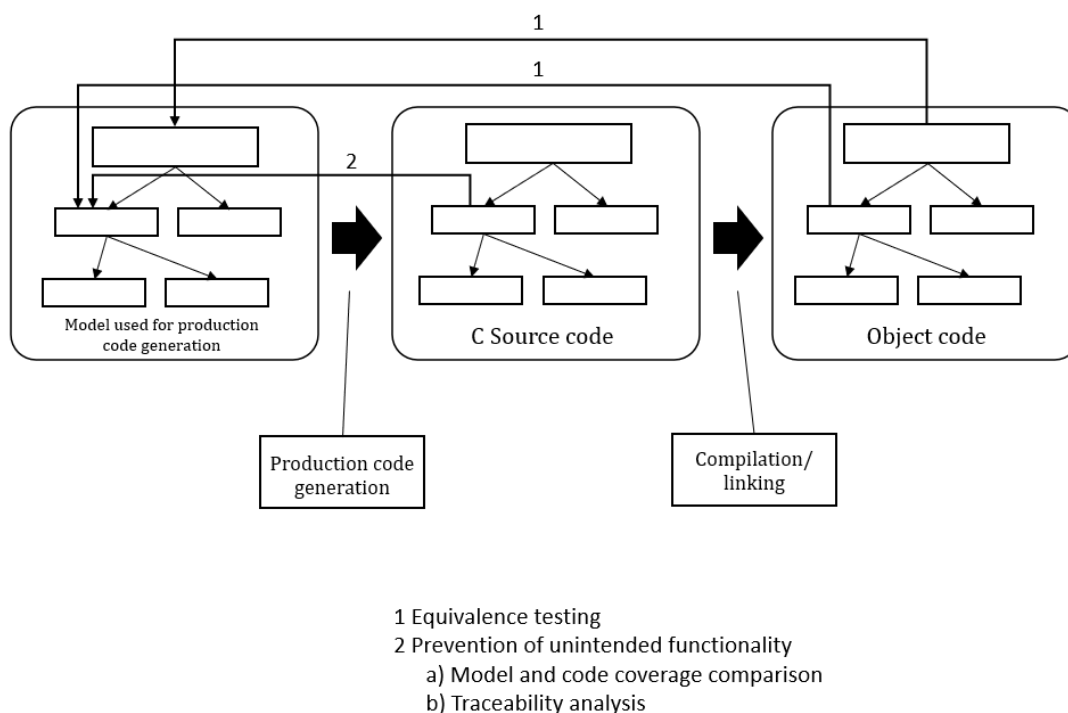 1
1
2
Model used for production
code generation
C Source code
Object code
Production code
generation
Compilation/
linking
1 Equivalence testing
2 Prevention of unintended functionality
a) Model and code coverage comparison
b) Traceability analysis